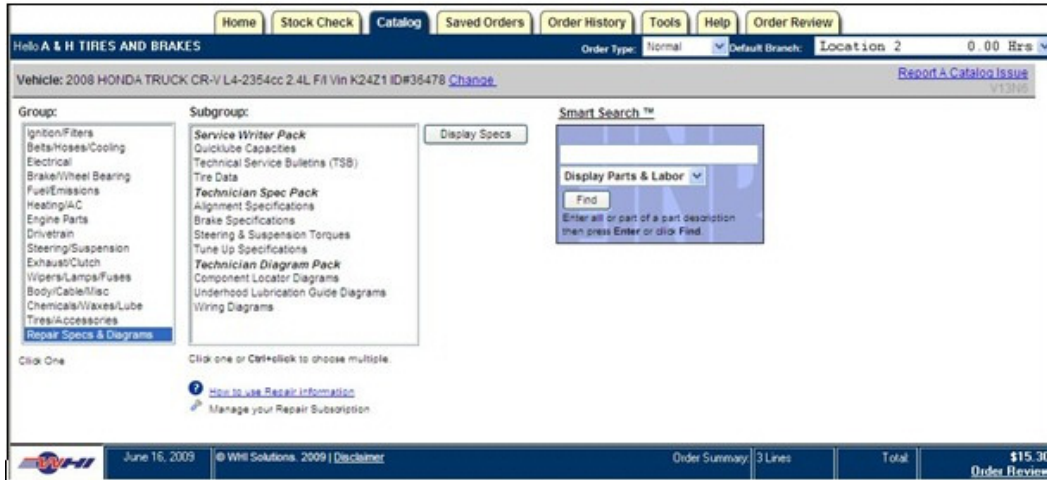 Home Stock Check Catalog Saved Orders Order History Tools Help Order Review
Hello A & H TIRES AND BRAKES
Order Type: Normal Default Branch: Location 2 0.00 Hrs
Vehicle: 2008 HONDA TRUCK CR-V L4-2354cc 2.4L F/I Vin K24Z1 ID#36478 Change
Report A Catalog Issue
V13N6
Group:
Ignition/Filters
Belts/Hoses/Cooling
Electrical
Brake/Wheel Bearing
Fuel/Emissions
Heating/AC
Engine Parts
Drivetrain
Steering/Suspension
Exhaust/Clutch
Wipers/Lamps/Fuses
Body/Cable/Misc
Chemicals/Waxes/Lube
Tires/Accessories
Repair Specs & Diagrams
Click One
Subgroup:
Service Writer Pack
Quicklube Capacities
Technical Service Bulletins (TSB)
Tire Data
Technician Spec Pack
Alignment Specifications
Brake Specifications
Steering & Suspension Torques
Tune Up Specifications
Technician Diagram Pack
Component Locator Diagrams
Underhood Lubrication Guide Diagrams
Wiring Diagrams
Click one or Ctrl+click to choose multiple.
How to use Repair Information
Manage your Repair Subscription
Display Specs
Smart Search ™
Display Parts & Labor
Find
Enter all or part of a part description
then press Enter or click Find.
WHI
June 16, 2009
© WHI Solutions. 2009 | Disclaimer
Order Summary: 3 Lines
Total: $15.30
Order Review